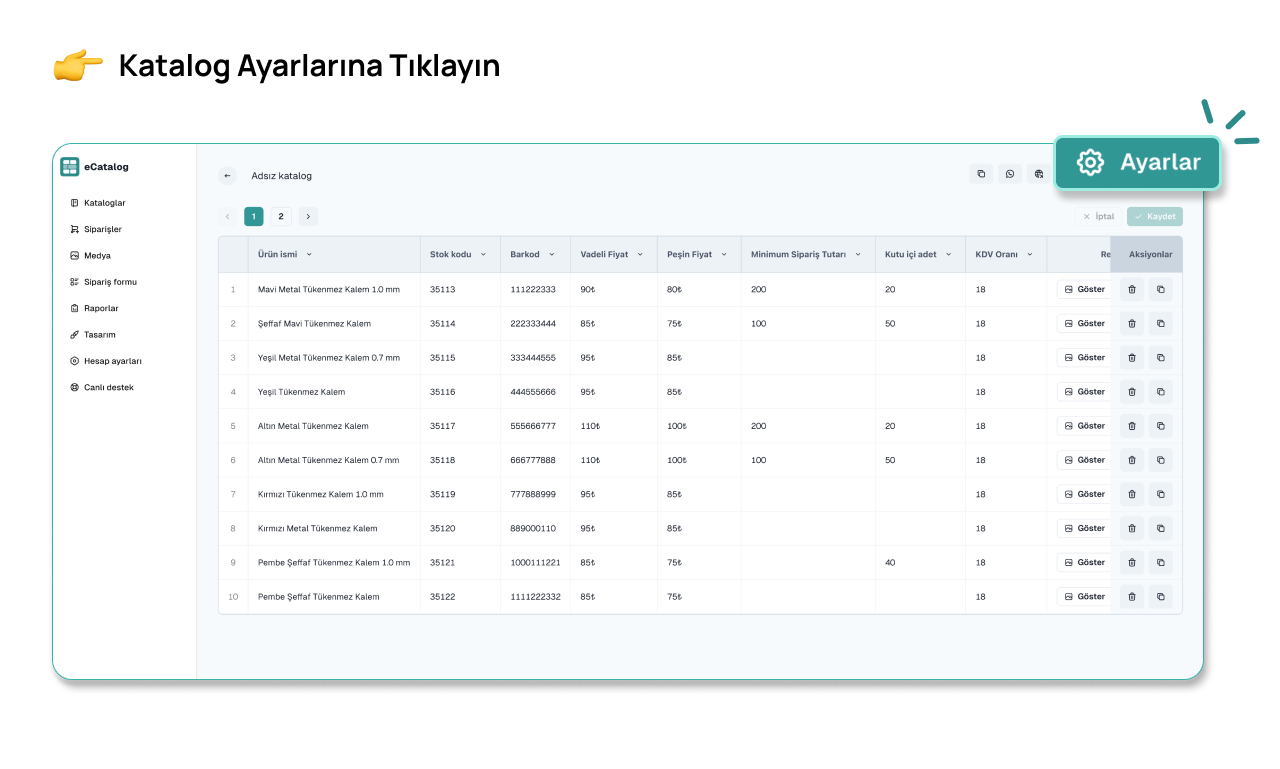 Katalog Ayarlarına Tıklayın
Ayarlar
eCatalog
Kataloglar
Siparişler
Medya
Sipariş formu
Raporlar
Tasarım
Hesap ayarları
Canlı destek
Adsız katalog
1 2
İptal Kaydet
Ürün ismi Stok kodu Barkod Vadeli Fiyat Peşin Fiyat Minimum Sipariş Tutarı Kutu içi adet KDV Oranı Re Aksiyonlar
1 Mavi Metal Tükenmez Kalem 1.0 mm 35113 111222333 90₺ 80₺ 200 20 18 Göster
2 Şeffaf Mavi Tükenmez Kalem 35114 222333444 85₺ 75₺ 100 50 18 Göster
3 Yeşil Metal Tükenmez Kalem 0.7 mm 35115 333444555 95₺ 85₺ 18 Göster
4 Yeşil Tükenmez Kalem 35116 444555666 95₺ 85₺ 18 Göster
5 Altın Metal Tükenmez Kalem 35117 555666777 110₺ 100₺ 200 20 18 Göster
6 Altın Metal Tükenmez Kalem 0.7 mm 35118 666777888 110₺ 100₺ 100 50 18 Göster
7 Kırmızı Tükenmez Kalem 1.0 mm 35119 777888999 95₺ 85₺ 18 Göster
8 Kırmızı Metal Tükenmez Kalem 35120 889000110 95₺ 85₺ 18 Göster
9 Pembe Şeffaf Tükenmez Kalem 1.0 mm 35121 1000111221 85₺ 75₺ 40 18 Göster
10 Pembe Şeffaf Tükenmez Kalem 35122 1111222332 85₺ 75₺ 18 Göster